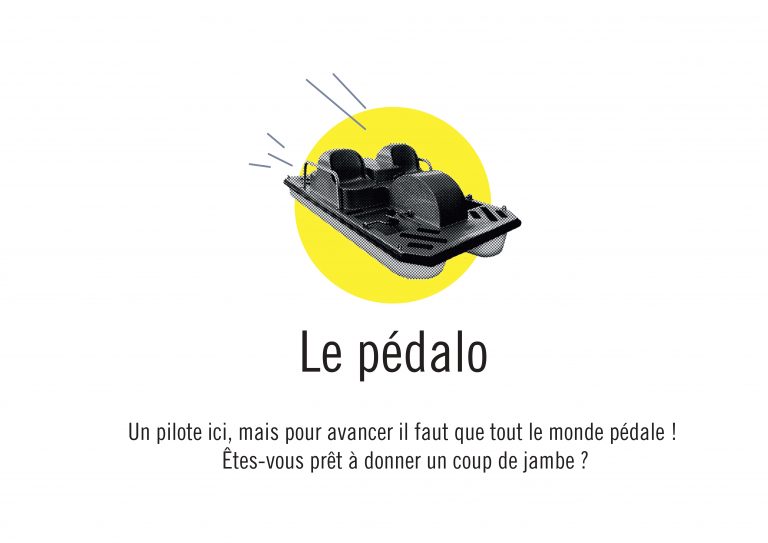 Le pédalo
Un pilote ici, mais pour avancer il faut que tout le monde pédale !
Êtes-vous prêt à donner un coup de jambe ?